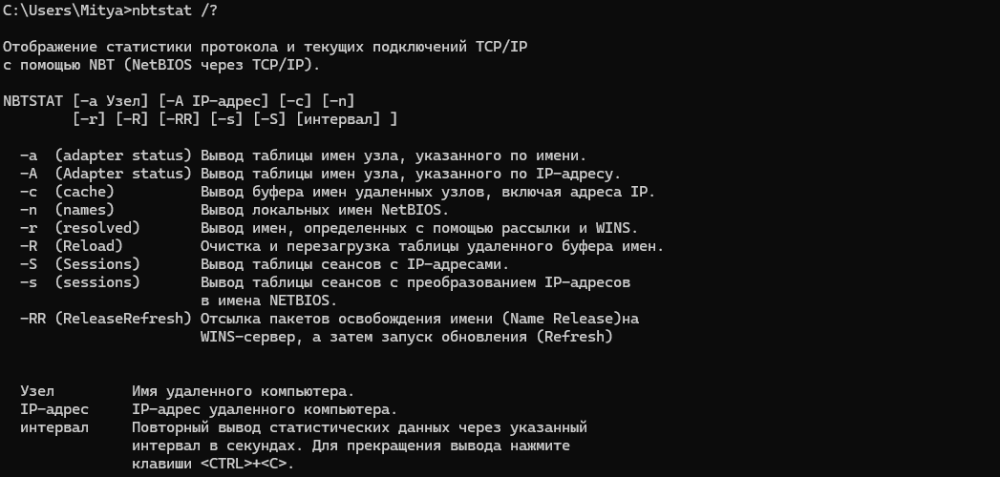 C:\Users\Mitya>nbtstat /?
Отображение статистики протокола и текущих подключений TCP/IP
с помощью NBT (NetBIOS через TCP/IP).
NBTSTAT [-a Узел] [-A IP-адрес] [-c] [-n]
        [-r] [-R] [-RR] [-s] [-S] [интервал] ]
  -a  (adapter status) Вывод таблицы имен узла, указанного по имени.
  -A  (Adapter status) Вывод таблицы имен узла, указанного по IP-адресу.
  -c  (cache)          Вывод буфера имен удаленных узлов, включая адреса IP.
  -n  (names)          Вывод локальных имен NetBIOS.
  -r  (resolved)       Вывод имен, определенных с помощью рассылки и WINS.
  -R  (Reload)         Очистка и перезагрузка таблицы удаленного буфера имен.
  -S  (Sessions)       Вывод таблицы сеансов с IP-адресами.
  -s  (sessions)       Вывод таблицы сеансов с преобразованием IP-адресов
                       в имена NETBIOS.
  -RR (ReleaseRefresh) Отсылка пакетов освобождения имени (Name Release)на
                       WINS-сервер, а затем запуск обновления (Refresh)
  Узел         Имя удаленного компьютера.
  IP-адрес     IP-адрес удаленного компьютера.
  интервал     Повторный вывод статистических данных через указанный
               интервал в секундах. Для прекращения вывода нажмите
               клавиши <CTRL>+<C>.